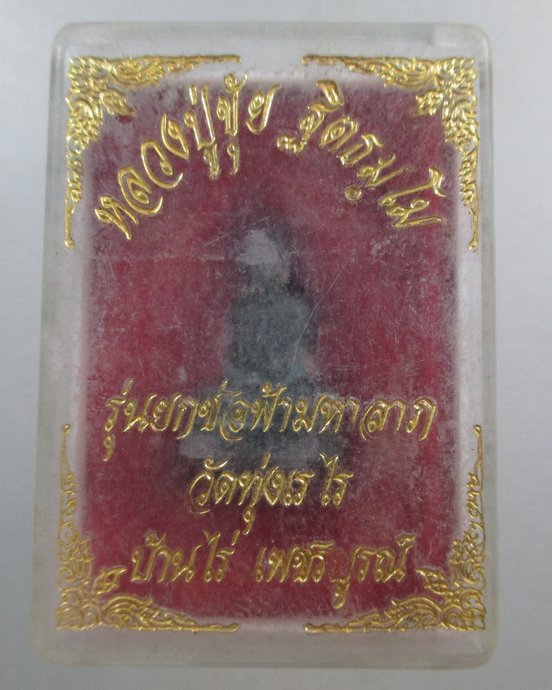 หลวงปู่ขุ้ย ฐิตธมฺโม
รุ่นยกช่อฟ้ามหาลาภ
วัดทุ่งเรไร
บ้านไร่ เพชรบูรณ์